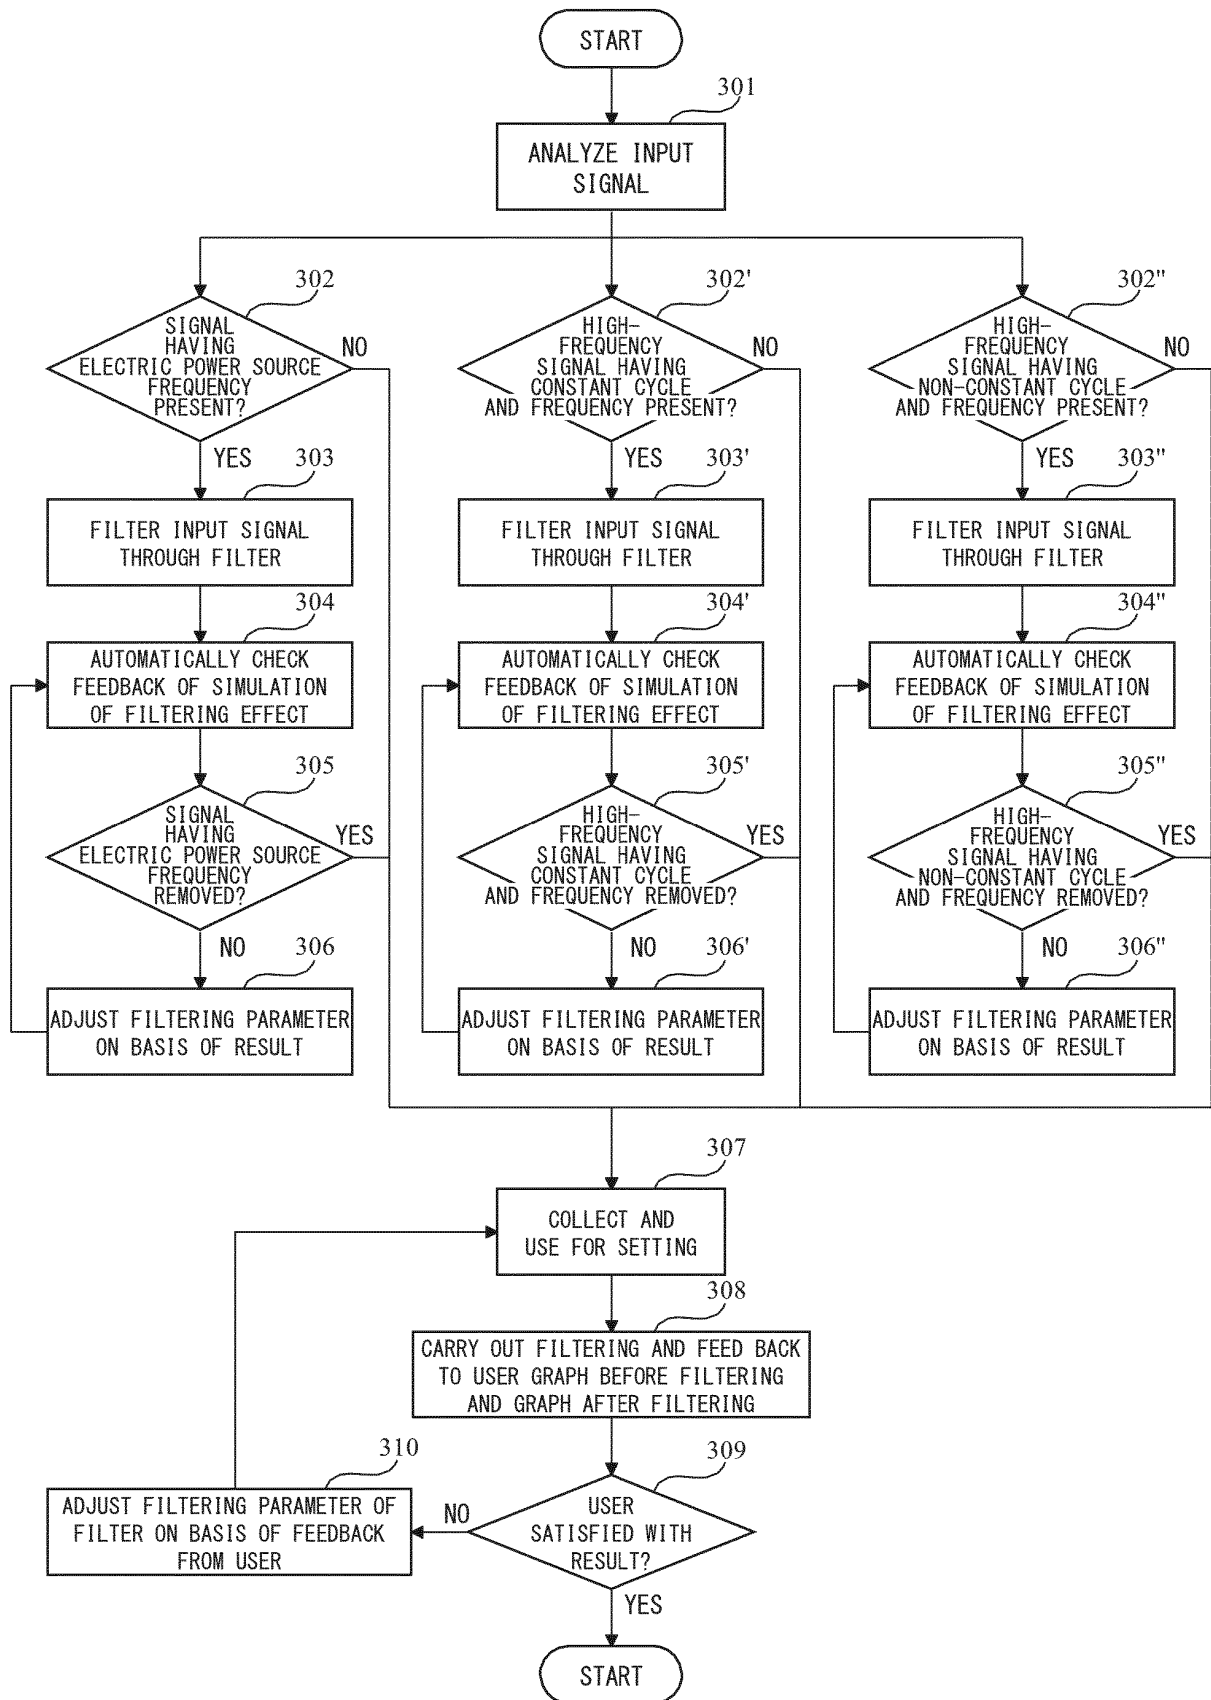 START
301
ANALYZE INPUT
SIGNAL
302
SIGNAL
HAVING
ELECTRIC POWER SOURCE
FREQUENCY
PRESENT?
NO
YES
303
FILTER INPUT SIGNAL
THROUGH FILTER
304
AUTOMATICALLY CHECK
FEEDBACK OF SIMULATION
OF FILTERING EFFECT
305
SIGNAL
HAVING
ELECTRIC POWER SOURCE
FREQUENCY
REMOVED?
YES
NO
306
ADJUST FILTERING PARAMETER
ON BASIS OF RESULT
302'
HIGH-
FREQUENCY
SIGNAL HAVING
CONSTANT CYCLE
AND FREQUENCY PRESENT?
NO
YES
303'
FILTER INPUT SIGNAL
THROUGH FILTER
304'
AUTOMATICALLY CHECK
FEEDBACK OF SIMULATION
OF FILTERING EFFECT
305'
HIGH-
FREQUENCY
SIGNAL HAVING
CONSTANT CYCLE
AND FREQUENCY REMOVED?
YES
NO
306'
ADJUST FILTERING PARAMETER
ON BASIS OF RESULT
302"
HIGH-
FREQUENCY
SIGNAL HAVING
NON-CONSTANT CYCLE
AND FREQUENCY PRESENT?
NO
YES
303"
FILTER INPUT SIGNAL
THROUGH FILTER
304"
AUTOMATICALLY CHECK
FEEDBACK OF SIMULATION
OF FILTERING EFFECT
305"
HIGH-
FREQUENCY
SIGNAL HAVING
NON-CONSTANT CYCLE
AND FREQUENCY REMOVED?
YES
NO
306"
ADJUST FILTERING PARAMETER
ON BASIS OF RESULT
307
COLLECT AND
USE FOR SETTING
308
CARRY OUT FILTERING AND FEED BACK
TO USER GRAPH BEFORE FILTERING
AND GRAPH AFTER FILTERING
309
USER
SATISFIED WITH
RESULT?
NO
310
ADJUST FILTERING PARAMETER OF
FILTER ON BASIS OF FEEDBACK
FROM USER
YES
START